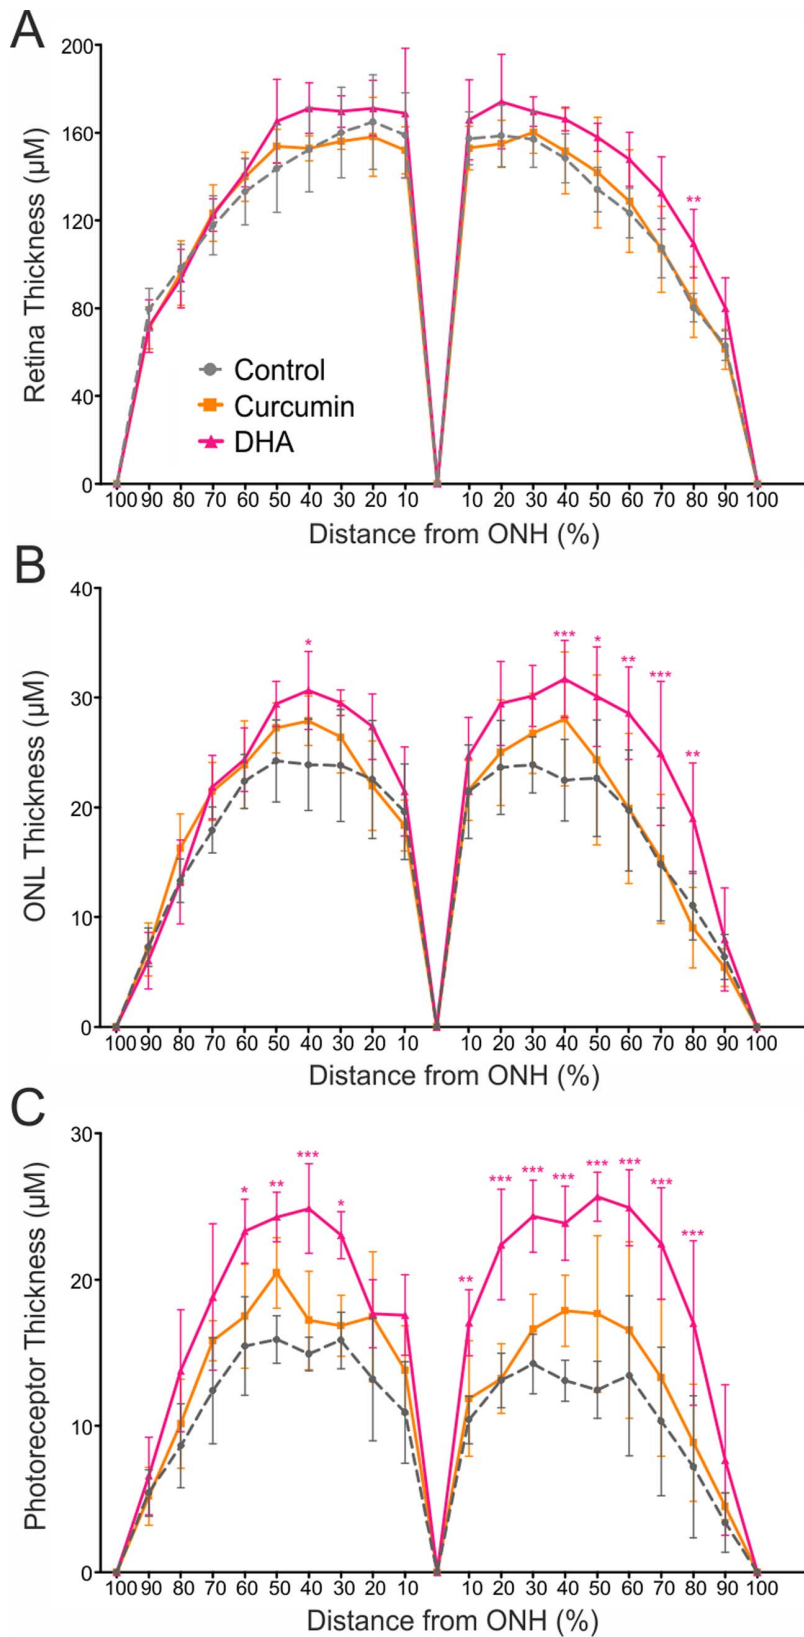 A
200
160
120
80
40
0
Retina Thickness (µM)
**
Control
Curcumin
DHA
100 90 80 70 60 50 40 30 20 10 10 20 30 40 50 60 70 80 90 100
Distance from ONH (%)
B
40
30
20
10
0
ONL Thickness (µM)
* *** * ** *** **
100 90 80 70 60 50 40 30 20 10 10 20 30 40 50 60 70 80 90 100
Distance from ONH (%)
C
30
20
10
0
Photoreceptor Thickness (µM)
* ** *** * ** *** *** *** *** *** *** ***
100 90 80 70 60 50 40 30 20 10 10 20 30 40 50 60 70 80 90 100
Distance from ONH (%)